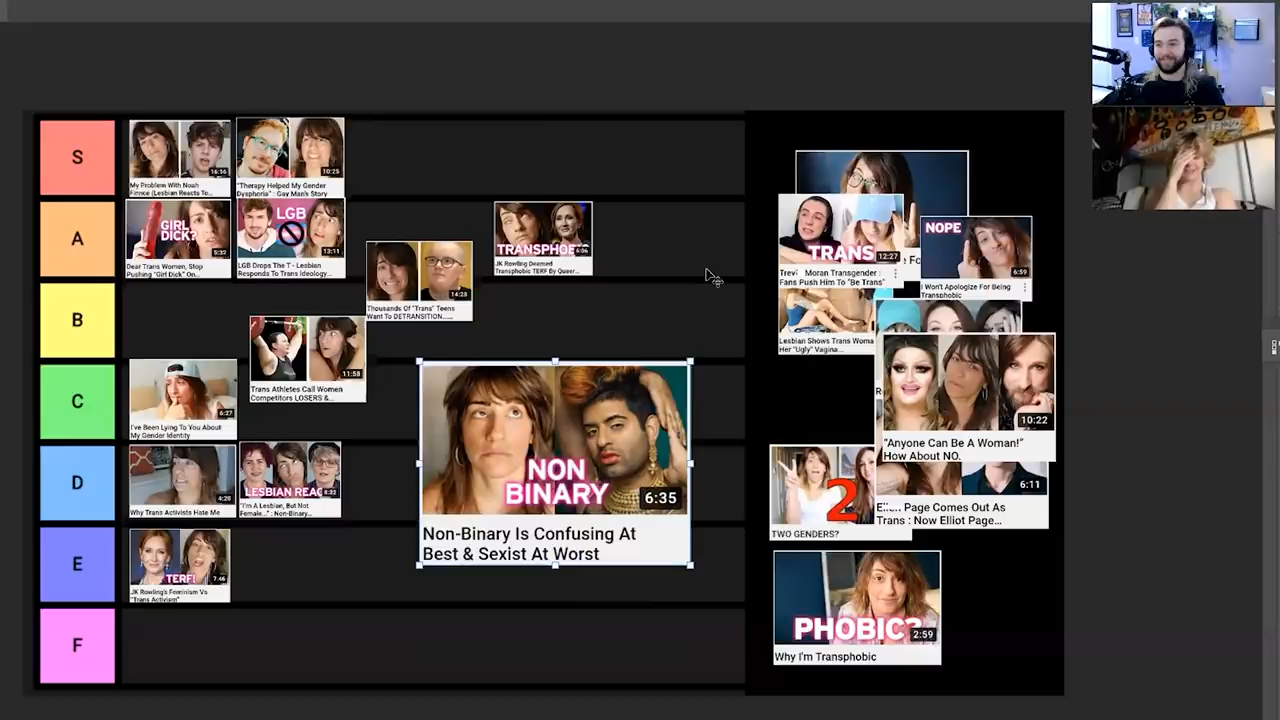 S
16:16
My Problem With Noah
Finnce (Lesbian Reacts To...
10:25
"Therapy Helped My Gender
Dysphoria" : Gay Man's Story
A
GIRL
DICK?
5:32
Dear Trans Women, Stop
Pushing "Girl Dick" On...
LGB
13:11
LGB Drops The T - Lesbian
Responds To Trans Ideology...
TRANSPHOB
6:06
JK Rowling Deemed
Transphobic TERF By Queer...
14:23
Thousands Of "Trans" Teens
Want To DETRANSITION......
B
11:58
Trans Athletes Call Women
Competitors LOSERS &...
C
6:27
I've Been Lying To You About
My Gender Identity
D
4:20
Why Trans Activists Hate Me
LESBIAN REAC
8:32
"I'm A Lesbian, But Not
Female..." : Non-Binary...
E
TERF!
7:46
JK Rowling's Feminism Vs
"Trans Activism"
F
NON
BINARY
6:35
Non-Binary Is Confusing At
Best & Sexist At Worst
TRANS
12:27
Moran Transgender
Fans Push Him To "Be Trans"
NOPE
6:59
I Won't Apologize For Being
Transphobic
Lesbian Shows Trans Woma
Her "Ugly" Vagina...
10:22
"Anyone Can Be A Woman!"
How About NO.
2
TWO GENDERS?
6:11
Page Comes Out As
Trans : Now Elliot Page...
PHOBIC?
2:59
Why I'm Transphobic